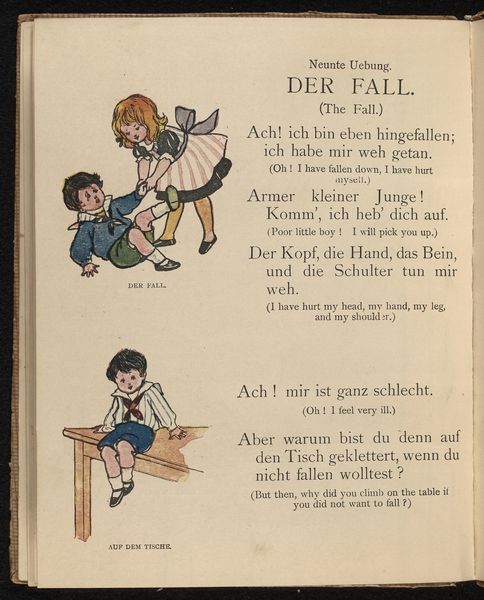 Neunte Uebung.
DER FALL.
(The Fall.)
Ach! ich bin eben hingefallen;
ich habe mir weh getan.
(Oh! I have fallen down, I have hurt
myself.)
Armer kleiner Junge!
Komm', ich heb' dich auf.
(Poor little boy! I will pick you up.)
Der Kopf, die Hand, das Bein,
und die Schulter tun mir
weh.
(I have hurt my head, my hand, my leg,
and my shoulder.)
DER FALL.
Ach! mir ist ganz schlecht.
(Oh! I feel very ill.)
Aber warum bist du denn auf
den Tisch geklettert, wenn du
nicht fallen wolltest?
(But then, why did you climb on the table if
you did not want to fall?)
AUF DEM TISCHE.